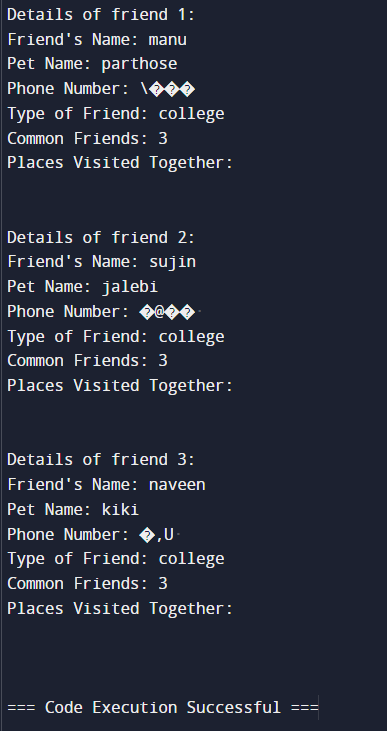 Details of friend 1:
Friend's Name: manu
Pet Name: parthose
Phone Number: \���
Type of Friend: college
Common Friends: 3
Places Visited Together:
Details of friend 2:
Friend's Name: sujin
Pet Name: jalebi
Phone Number: �@��
Type of Friend: college
Common Friends: 3
Places Visited Together:
Details of friend 3:
Friend's Name: naveen
Pet Name: kiki
Phone Number: �,U
Type of Friend: college
Common Friends: 3
Places Visited Together:
=== Code Execution Successful ===